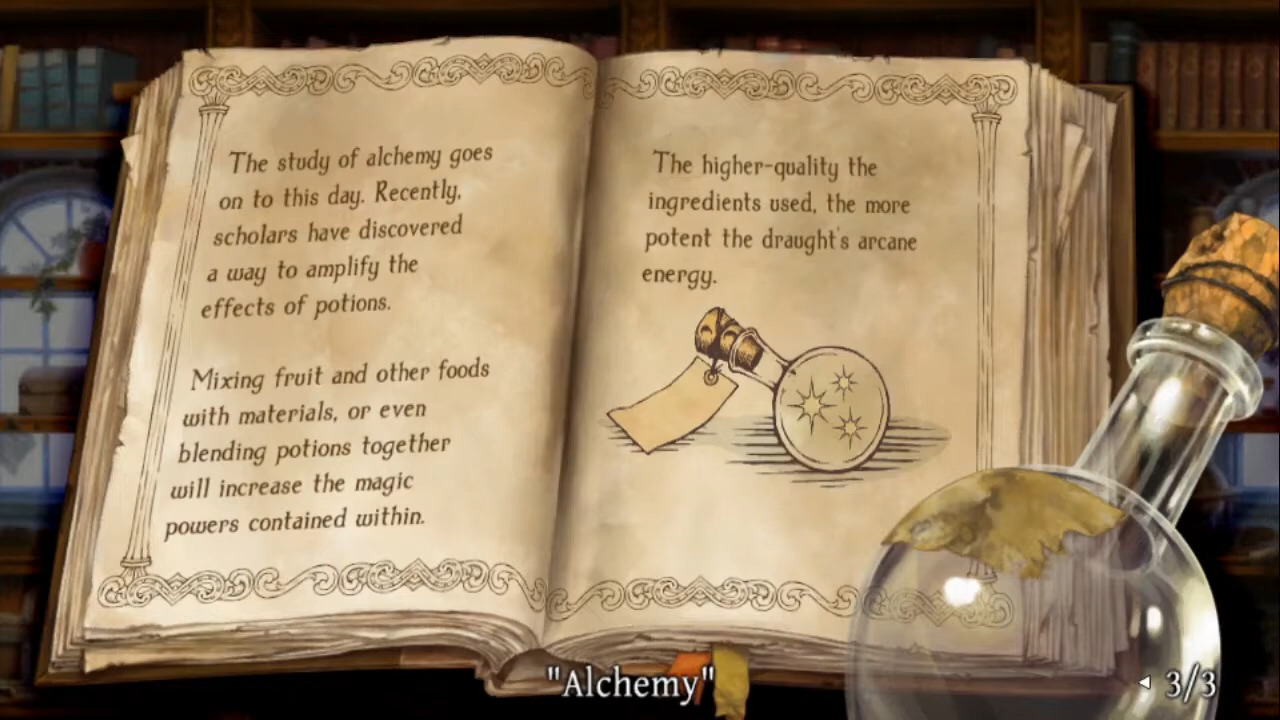 The study of alchemy goes
on to this day. Recently,
scholars have discovered
a way to amplify the
effects of potions.
Mixing fruit and other foods
with materials, or even
blending potions together
will increase the magic
powers contained within.
The higher-quality the
ingredients used, the more
potent the draught's arcane
energy.
"Alchemy"
3/3